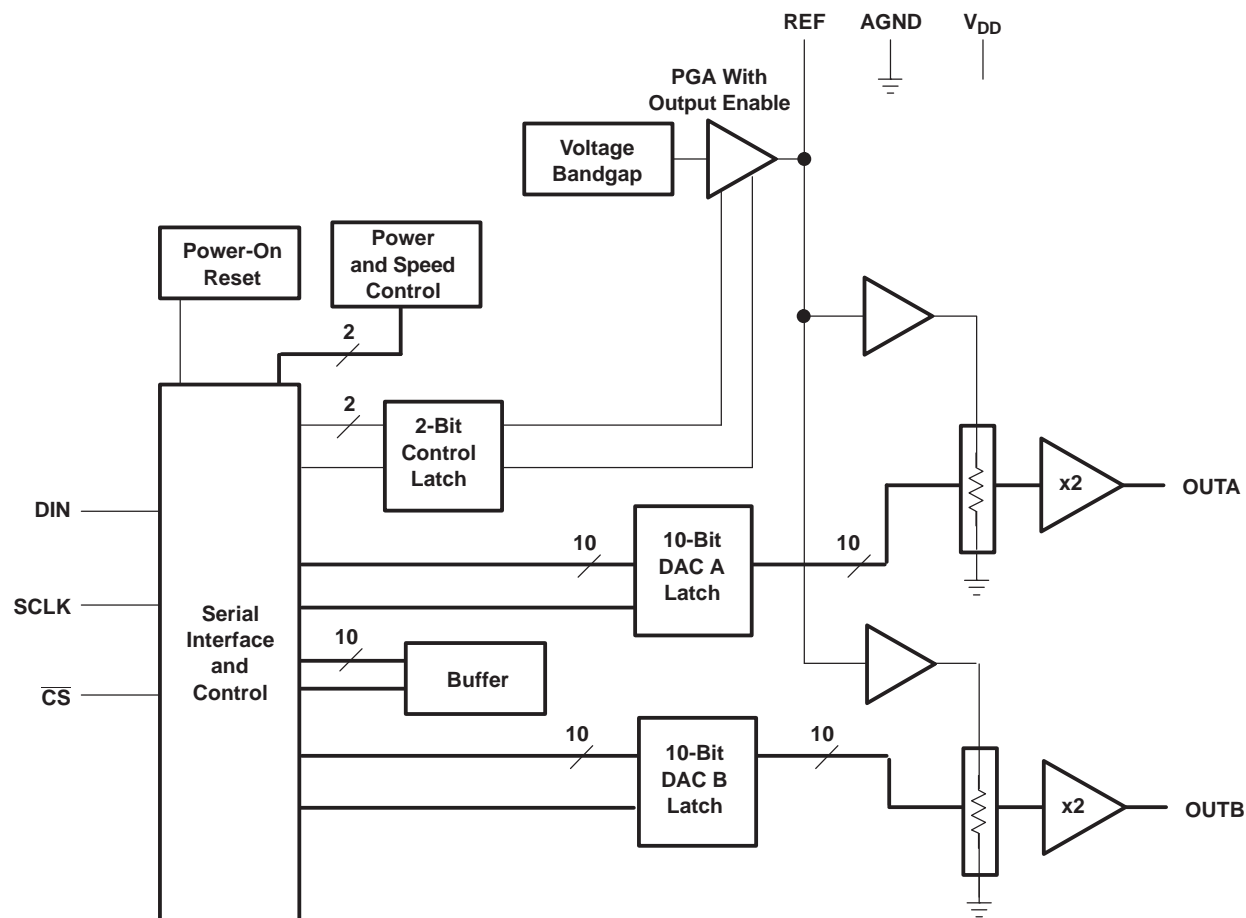 REF AGND VDD
PGA With
Output Enable
Voltage
Bandgap
Power-On
Reset
Power
and Speed
Control
2
2
2-Bit
Control
Latch
x2
OUTA
DIN
10
10-Bit
DAC A
Latch
10
SCLK
Serial
Interface
and
Control
10
Buffer
CS
10
10-Bit
DAC B
Latch
10
x2
OUTB